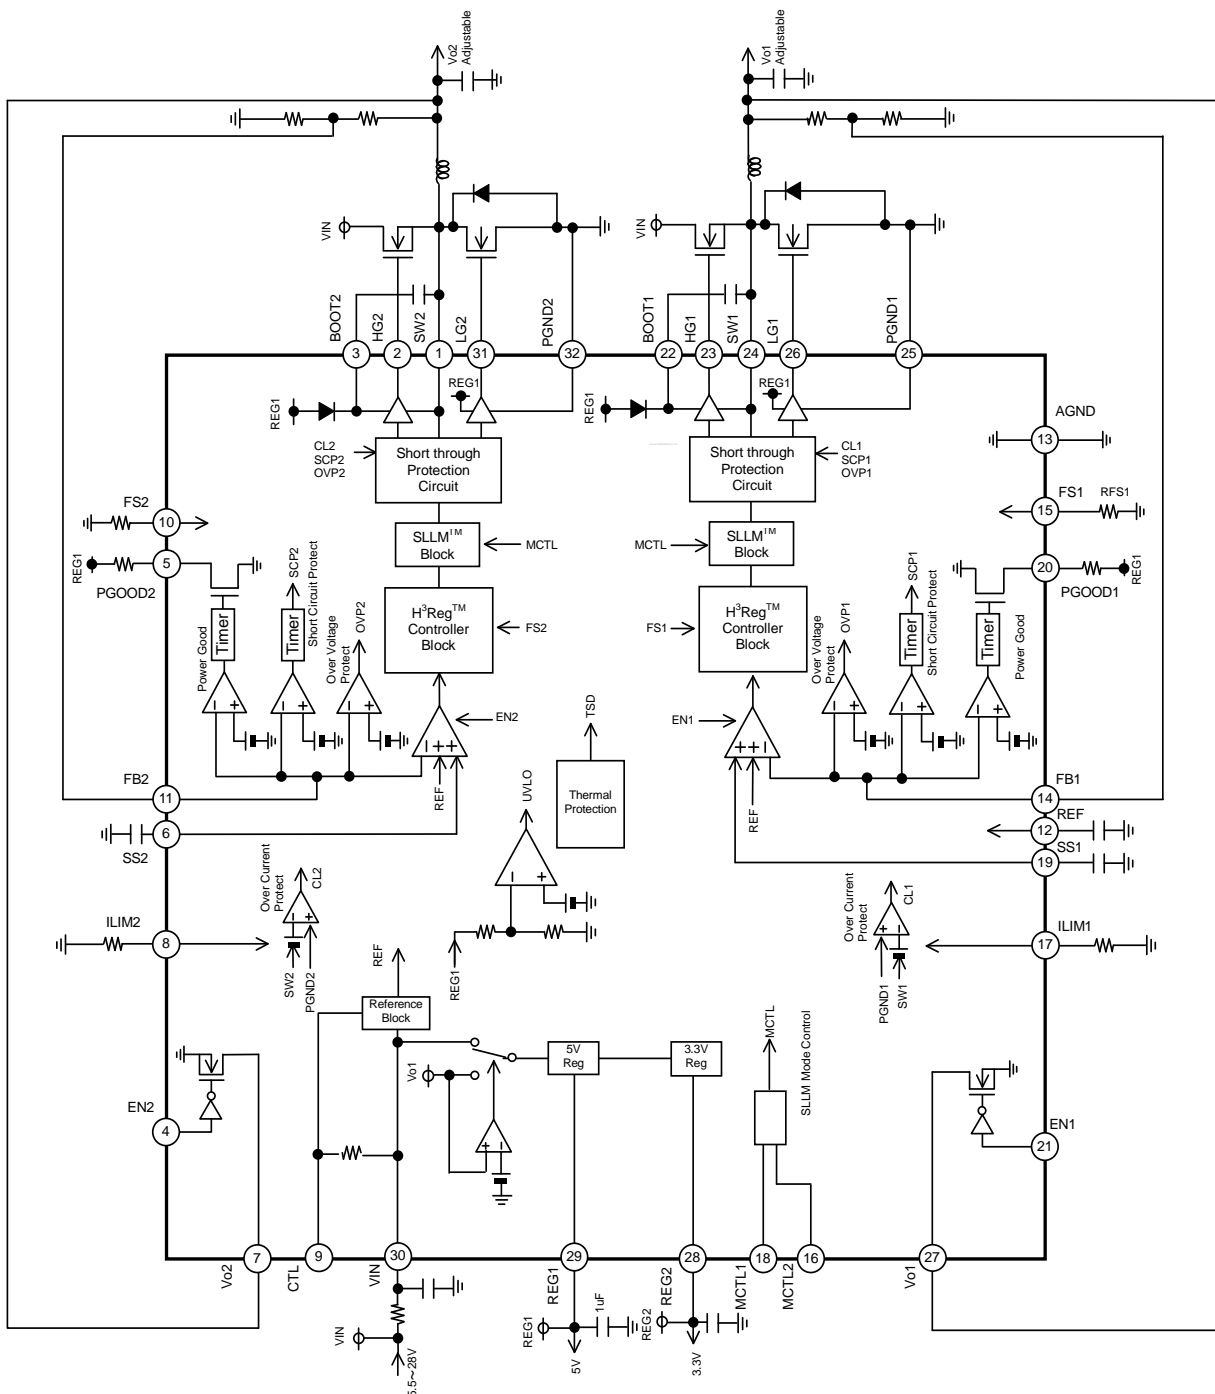 Vo2
Adjustable
Vo1
Adjustable
VIN
VIN
BOOT2
HG2
SW2
LG2
PGND2
BOOT1
HG1
SW1
LG1
PGND1
3
2
1
31
32
22
23
24
26
25
REG1
REG1
REG1
REG1
AGND
13
CL2
SCP2
OVP2
Short through
Protection
Circuit
Short through
Protection
Circuit
CL1
SCP1
OVP1
FS2
10
FS1
15
RFS1
SLLM™
Block
MCTL
MCTL
SLLM™
Block
REG1
5
PGOOD2
20
REG1
PGOOD1
Power Good
Timer
SCP2
Short Circuit Protect
Timer
OVP2
Over Voltage
Protect
H³Reg™
Controller
Block
FS2
FS1
H³Reg™
Controller
Block
OVP1
Over Voltage
Protect
SCP1
Short Circuit Protect
Timer
Power Good
Timer
EN2
EN1
TSD
Thermal
Protection
REF
REF
UVLO
FB2
11
FB1
14
6
SS2
REF
12
SS1
19
Over Current
Protect
CL2
SW2
PGND2
ILIM2
8
Over Current
Protect
CL1
PGND1
SW1
ILIM1
17
REG1
REF
Reference
Block
Vo1
5V
Reg
3.3V
Reg
MCTL
SLLM Mode Control
EN2
4
EN1
21
7
9
30
29
28
18
16
27
Vo2
CTL
VIN
REG1
REG2
MCTL1
MCTL2
Vo1
VIN
5.5~28V
REG1
1uF
5V
REG2
3.3V